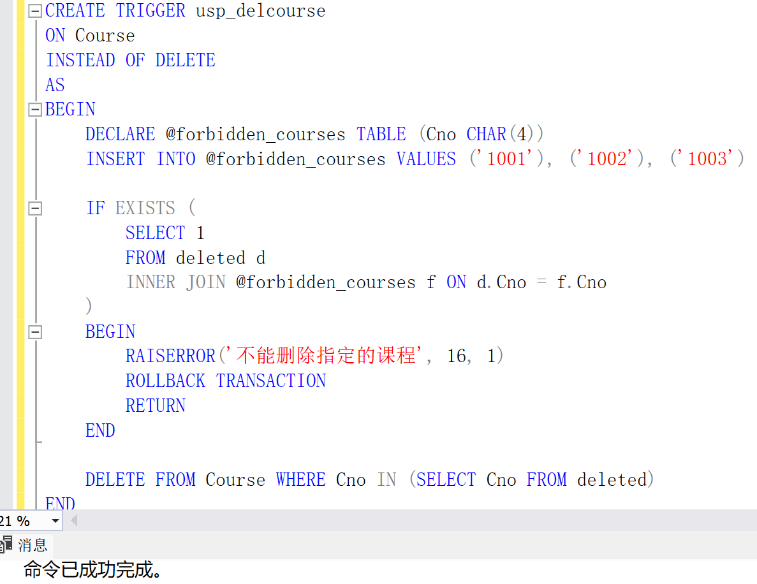 CREATE TRIGGER usp_delcourse
ON Course
INSTEAD OF DELETE
AS
BEGIN
    DECLARE @forbidden_courses TABLE (Cno CHAR(4))
    INSERT INTO @forbidden_courses VALUES ('1001'), ('1002'), ('1003')

    IF EXISTS (
        SELECT 1
        FROM deleted d
        INNER JOIN @forbidden_courses f ON d.Cno = f.Cno
    )
    BEGIN
        RAISERROR('不能删除指定的课程', 16, 1)
        ROLLBACK TRANSACTION
        RETURN
    END

    DELETE FROM Course WHERE Cno IN (SELECT Cno FROM deleted)
END
21 %
消息
命令已成功完成。